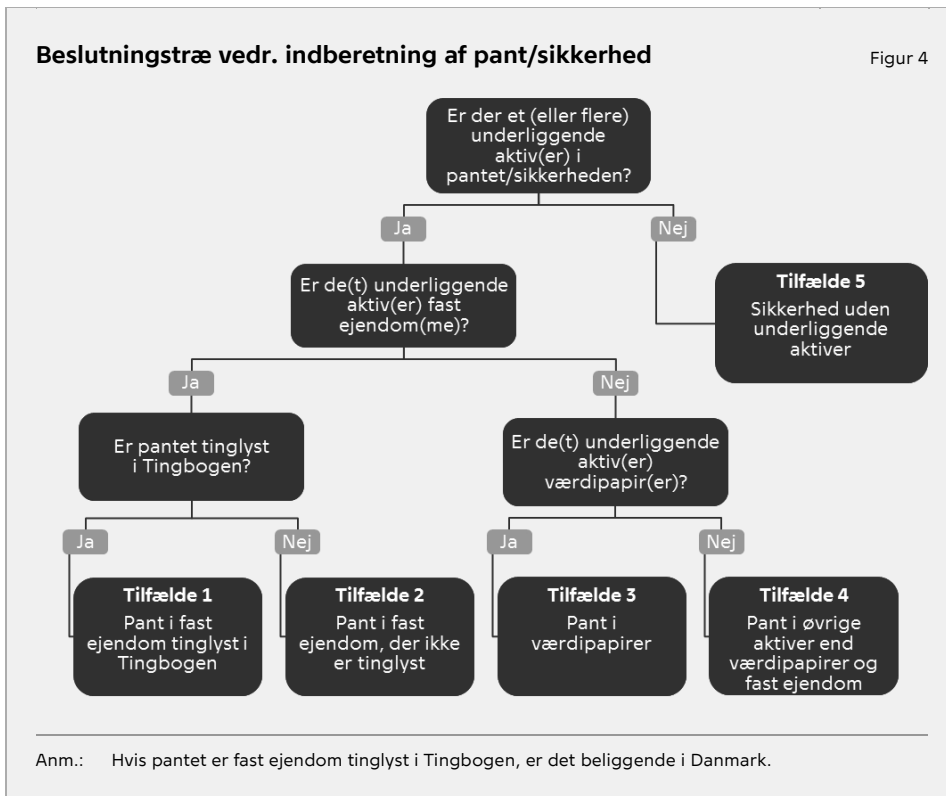 Beslutningstræ vedr. indberetning af pant/sikkerhed
Figur 4
Er der et (eller flere)
underliggende
aktiv(er) i
pantet/sikkerheden?
Ja
Nej
Er de(t) underliggende
aktiv(er) fast
ejendom(me)?
Tilfælde 5
Sikkerhed uden
underliggende
aktiver
Ja
Nej
Er pantet tinglyst
i Tingbogen?
Er de(t) underliggende
aktiv(er)
værdipapir(er)?
Ja
Nej
Ja
Nej
Tilfælde 1
Pant i fast
ejendom tinglyst i
Tingbogen
Tilfælde 2
Pant i fast
ejendom, der ikke
er tinglyst
Tilfælde 3
Pant i
værdipapirer
Tilfælde 4
Pant i øvrige
aktiver end
værdipapirer og
fast ejendom
Anm.: Hvis pantet er fast ejendom tinglyst i Tingbogen, er det beliggende i Danmark.